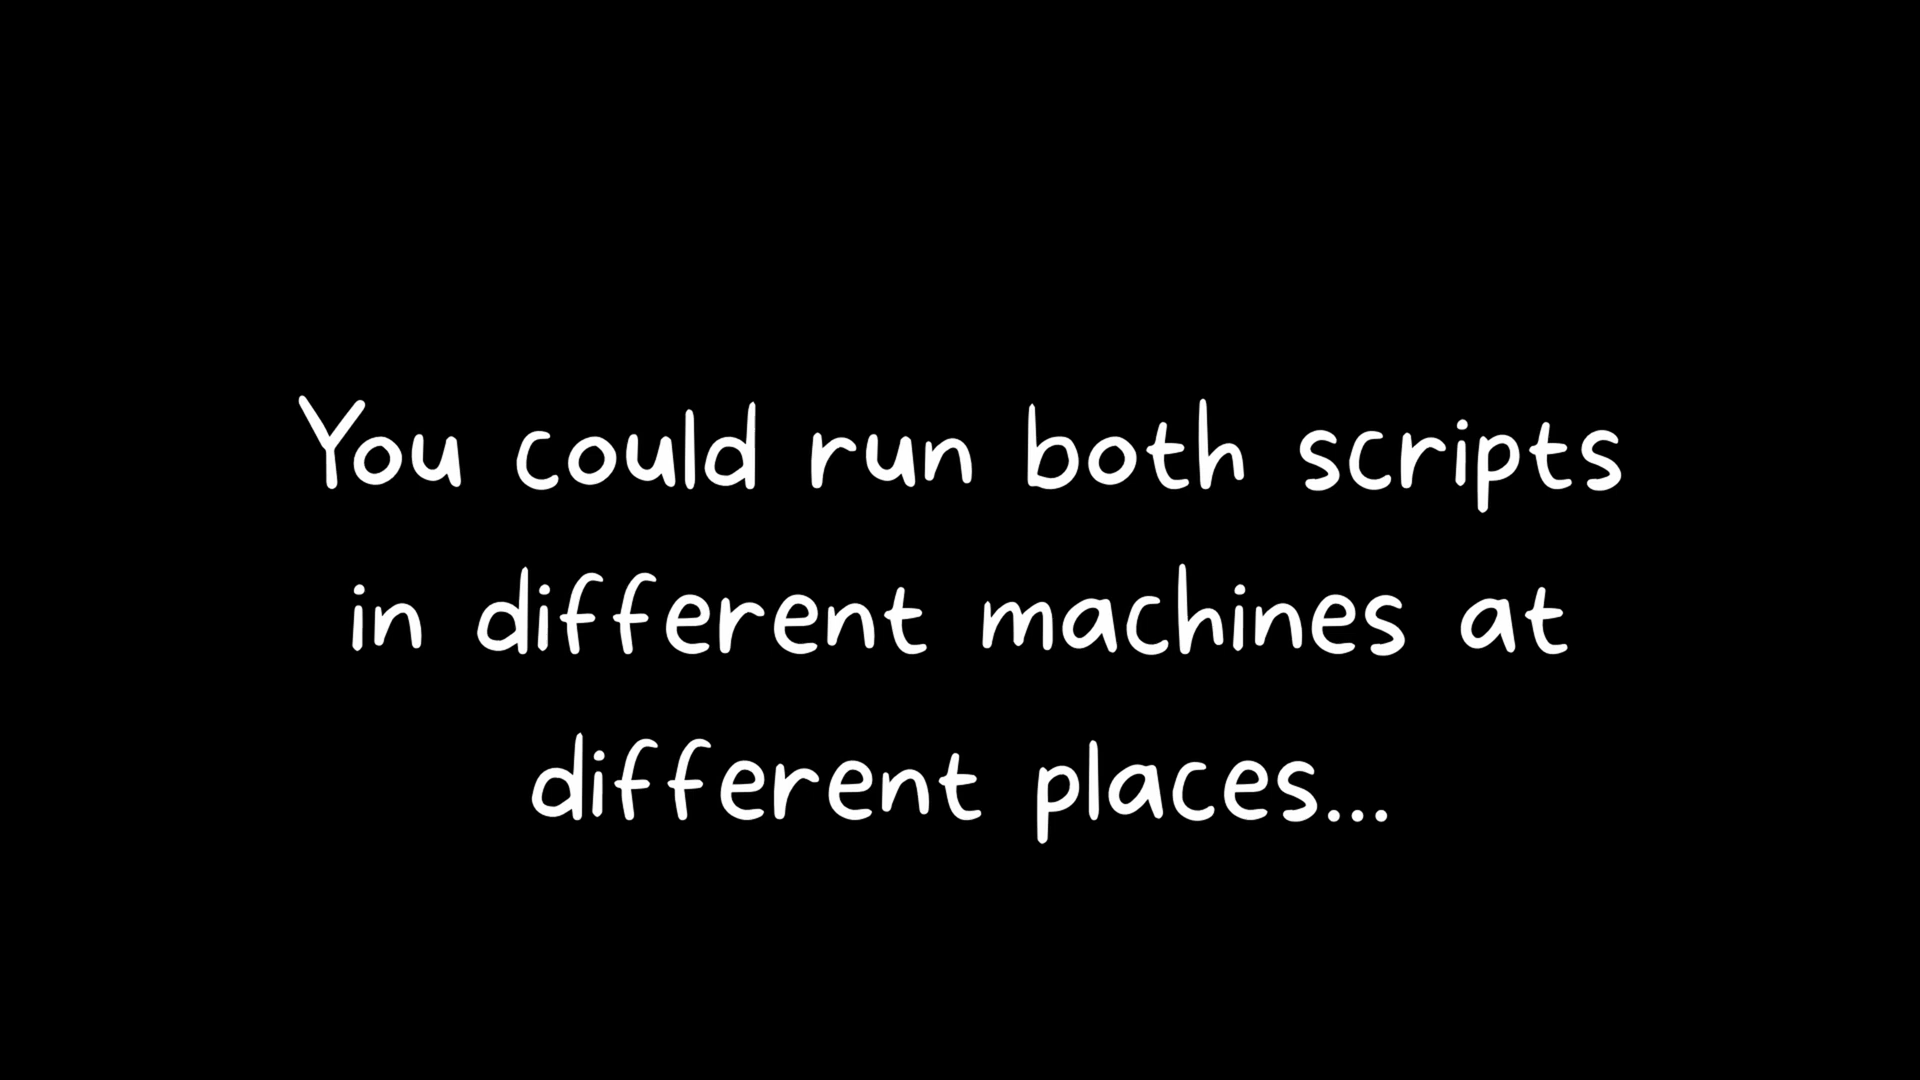 You could run both scripts
in different machines at
different places...